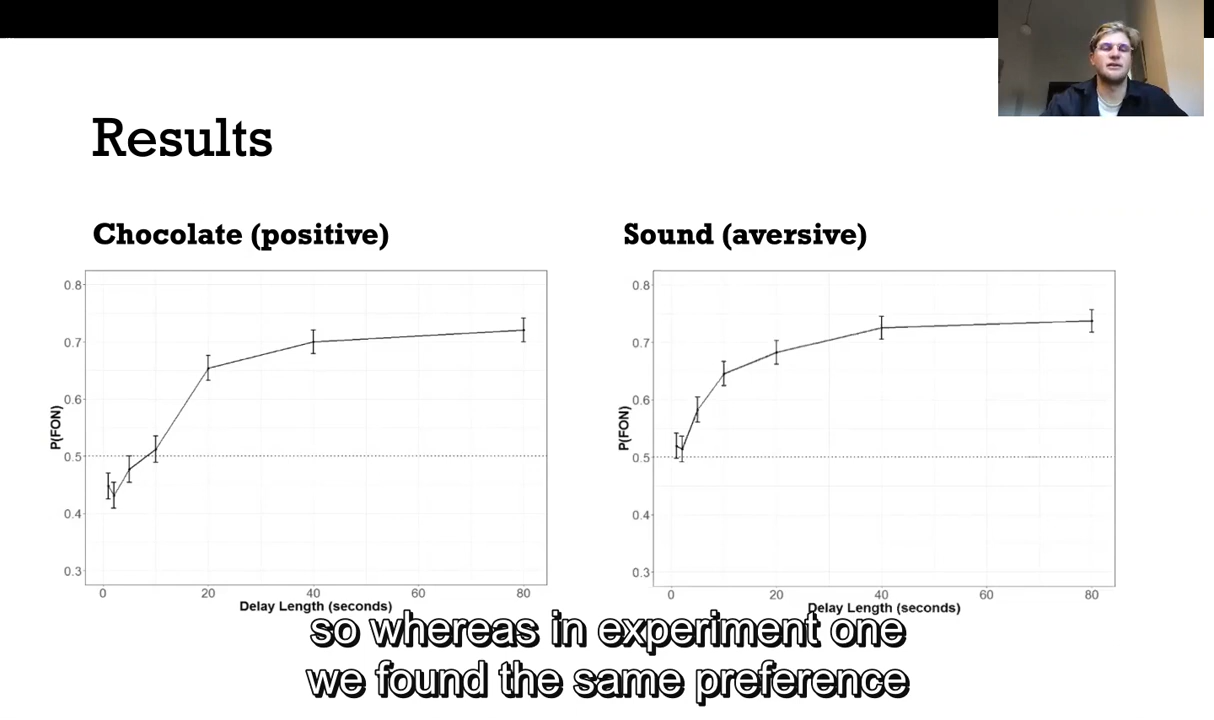 Results
Chocolate (positive)
Sound (aversive)
0.8
0.7
0.6
0.5
0.4
0.3
P(FON)
0
20
40
60
80
Delay Length (seconds)
0.8
0.7
0.6
0.5
0.4
0.3
P(FON)
0
20
40
60
80
Delay Length (seconds)
so whereas in experiment one
we found the same preference